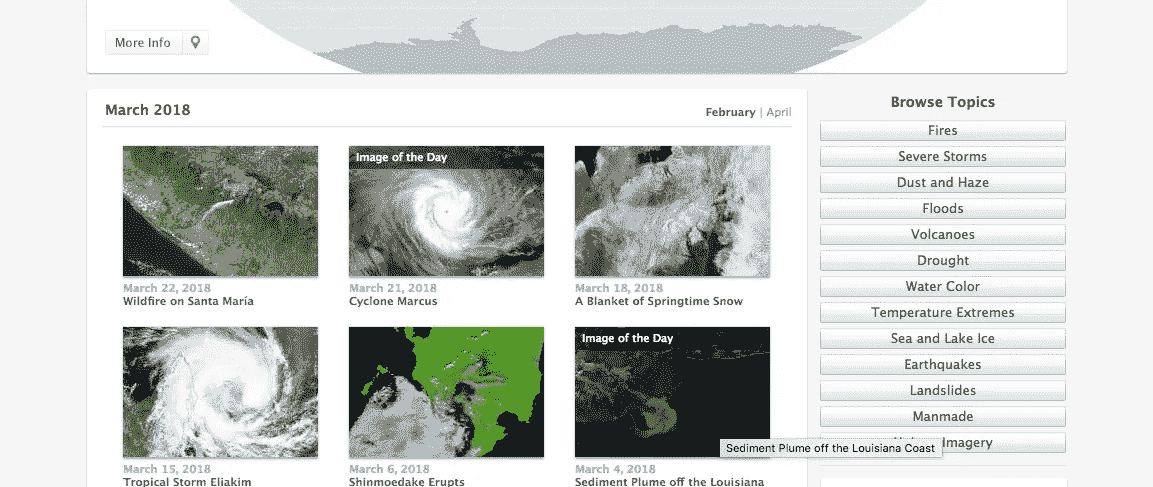 More Info
March 2018
February | April
Image of the Day
March 22, 2018
Wildfire on Santa María
March 21, 2018
Cyclone Marcus
March 18, 2018
A Blanket of Springtime Snow
Image of the Day
March 15, 2018
Tropical Storm Eliakim
March 6, 2018
Shinmoedake Erupts
March 4, 2018
Sediment Plume off the Louisiana
Browse Topics
Fires
Severe Storms
Dust and Haze
Floods
Volcanoes
Drought
Water Color
Temperature Extremes
Sea and Lake Ice
Earthquakes
Landslides
Manmade
Imagery
Sediment Plume off the Louisiana Coast